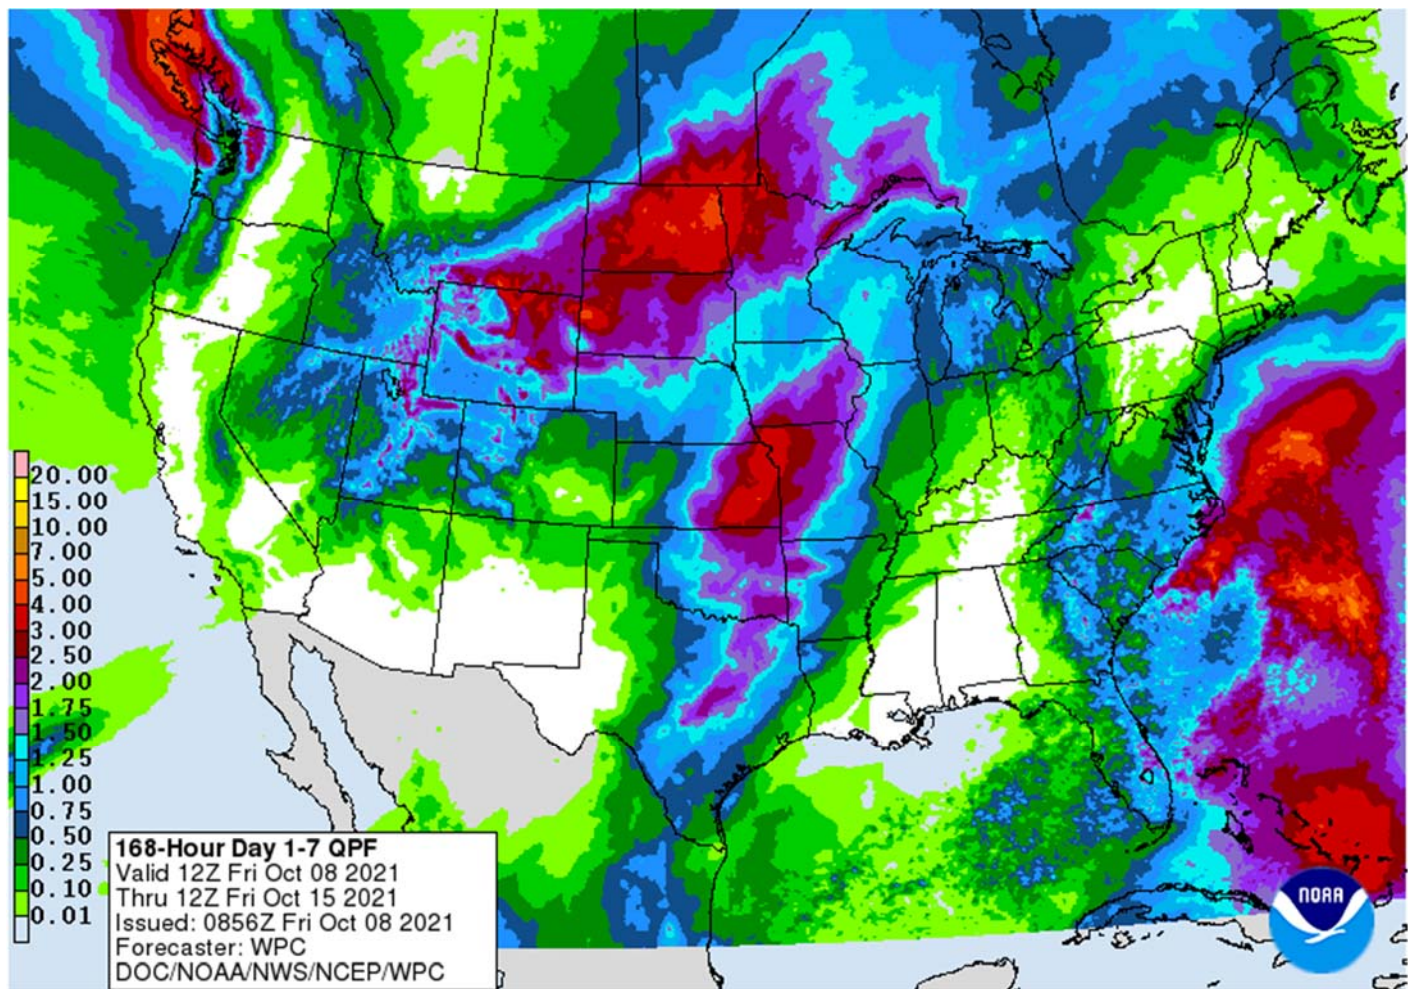 20.00
15.00
10.00
7.00
5.00
4.00
3.00
2.50
2.00
1.75
1.50
1.25
1.00
0.75
0.50
0.25
0.10
0.01
168-Hour Day 1-7 QPF
Valid 12Z Fri Oct 08 2021
Thru 12Z Fri Oct 15 2021
Issued: 0856Z Fri Oct 08 2021
Forecaster: WPC
DOC/NOAA/NWS/NCEP/WPC
NOAA